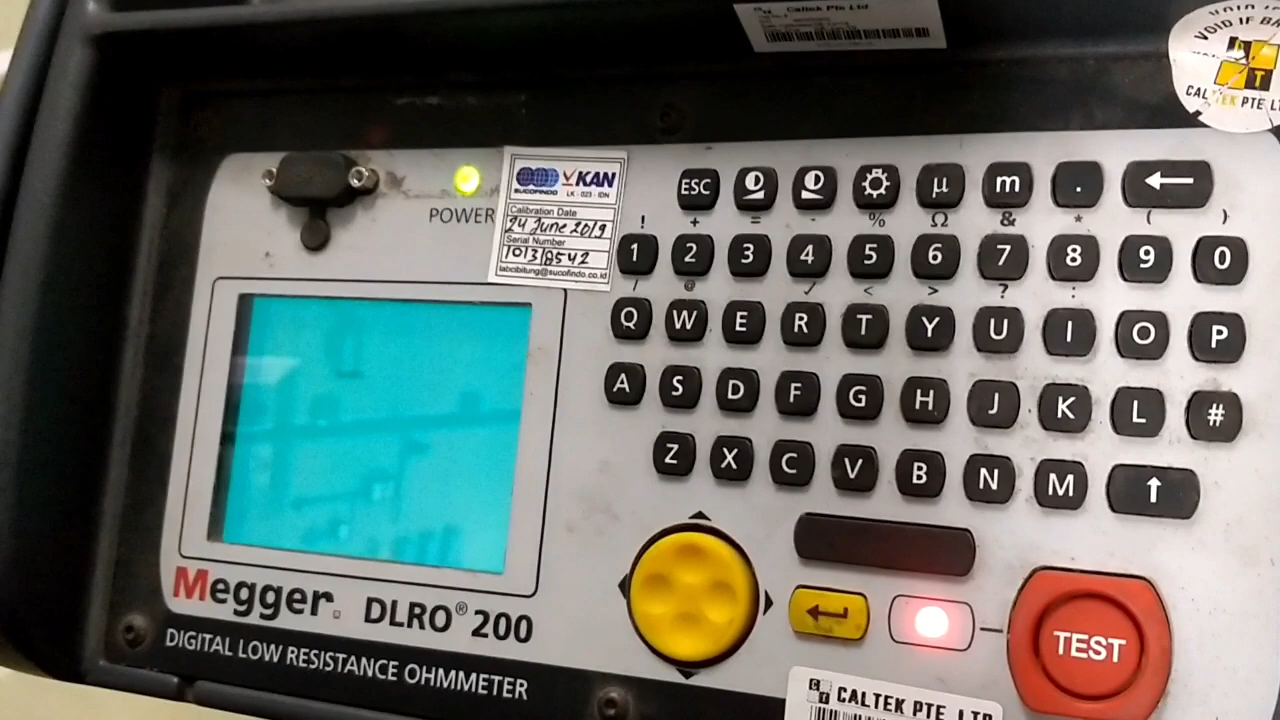 Caltek Pte Ltd
VOID IF BR
CALTEK PTE LT
POWER
SUCOFINDO KAN
LK - 023 - IDN
Calibration Date
24 June 2019
Serial Number
101318542
labcibitung@sucofindo.co.id
ESC µ m . ←
! + = - % Ω & * ( )
1 2 3 4 5 6 7 8 9 0
/ @ ✓ < > ? :
Q W E R T Y U I O P
A S D F G H J K L #
Z X C V B N M ↑
Megger. DLRO® 200
DIGITAL LOW RESISTANCE OHMMETER
TEST
CT CALTEK PTE. LTD